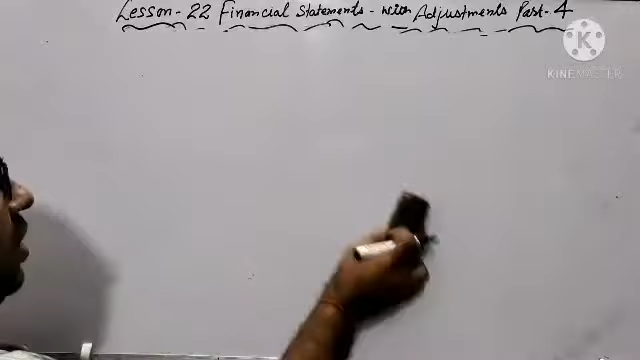 Lesson - 22 Financial Statements - with Adjustments Part - 4
K
KINEMASTER